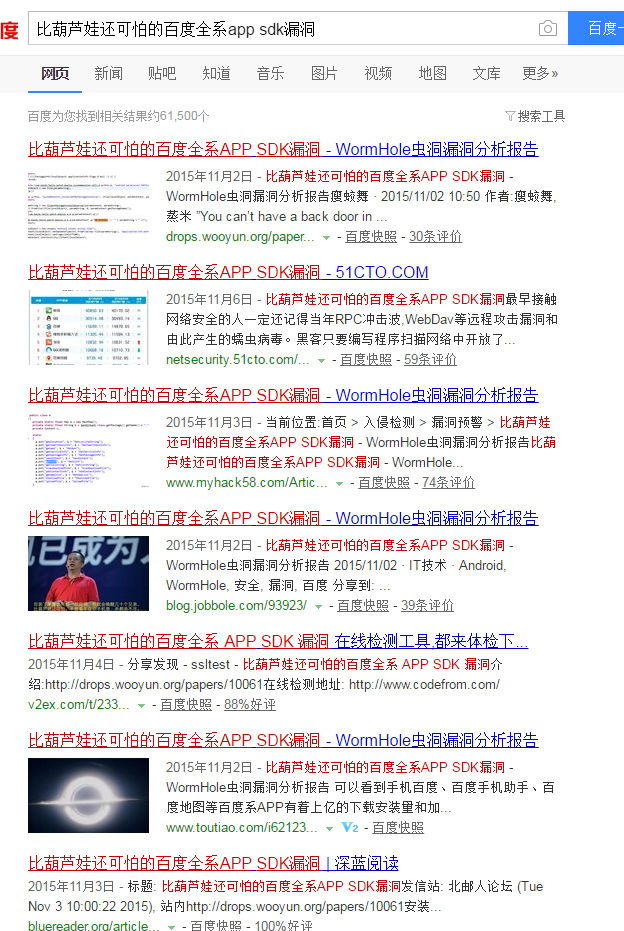 度 比葫芦娃还可怕的百度全系app sdk漏洞 百度一
网页 新闻 贴吧 知道 音乐 图片 视频 地图 文库 更多»
百度为您找到相关结果约61,500个 搜索工具
比葫芦娃还可怕的百度全系APP SDK漏洞 - WormHole虫洞漏洞分析报告
2015年11月2日 - 比葫芦娃还可怕的百度全系APP SDK漏洞 -
WormHole虫洞漏洞分析报告瘦蛟舞 · 2015/11/02 10:50 作者:瘦蛟舞,
蒸米 "You can't have a back door in ...
drops.wooyun.org/paper... - 百度快照 - 30条评价
比葫芦娃还可怕的百度全系APP SDK漏洞 - 51CTO.COM
2015年11月6日 - 比葫芦娃还可怕的百度全系APP SDK漏洞最早接触
网络安全的人一定还记得当年RPC冲击波,WebDav等远程攻击漏洞和
由此产生的蠕虫病毒。黑客只要编写程序扫描网络中开放了...
netsecurity.51cto.com/... - 百度快照 - 59条评价
比葫芦娃还可怕的百度全系APP SDK漏洞 - WormHole虫洞漏洞分析报告
2015年11月3日 - 当前位置:首页 > 入侵检测 > 漏洞预警 > 比葫芦娃
还可怕的百度全系APP SDK漏洞 - WormHole虫洞漏洞分析报告比葫
芦娃还可怕的百度全系APP SDK漏洞 - WormHole...
www.myhack58.com/Artic... - 百度快照 - 74条评价
比葫芦娃还可怕的百度全系APP SDK漏洞 - WormHole虫洞漏洞分析报告
2015年11月2日 - 比葫芦娃还可怕的百度全系APP SDK漏洞 -
WormHole虫洞漏洞分析报告 2015/11/02 · IT技术 · Android,
WormHole, 安全, 漏洞, 百度 分享到: ...
blog.jobbole.com/93923/ - 百度快照 - 39条评价
比葫芦娃还可怕的百度全系 APP SDK 漏洞 在线检测工具,都来体检下...
2015年11月4日 - 分享发现 - ssltest - 比葫芦娃还可怕的百度全系 APP SDK 漏洞介
绍:http://drops.wooyun.org/papers/10061在线检测地址: http://www.codefrom.com/
v2ex.com/t/233... - 百度快照 - 88%好评
比葫芦娃还可怕的百度全系APP SDK漏洞 - WormHole虫洞漏洞分析报告
2015年11月2日 - 比葫芦娃还可怕的百度全系APP SDK漏洞 -
WormHole虫洞漏洞分析报告 可以看到手机百度、百度手机助手、百
度地图等百度系APP有着上亿的下载安装量和加...
www.toutiao.com/i62123... V2 - 百度快照
比葫芦娃还可怕的百度全系APP SDK漏洞 | 深蓝阅读
2015年11月3日 - 标题: 比葫芦娃还可怕的百度全系APP SDK漏洞发信站: 北邮人论坛 (Tue
Nov 3 10:00:22 2015), 站内http://drops.wooyun.org/papers/10061安装...
bluereader.org/article... - 百度快照 - 100%好评